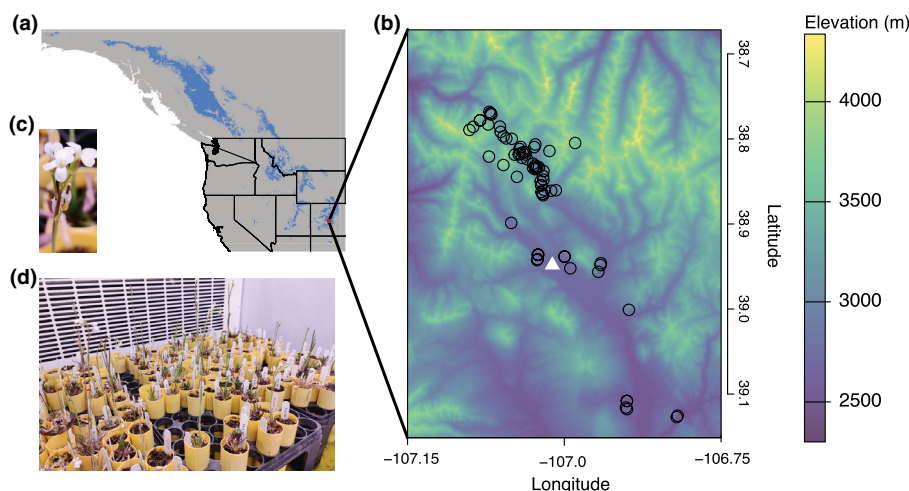 (a)
(b)
Elevation (m)
38.7
4000
(c)
38.8
3500
38.9
Latitude
(d)
39.0
3000
39.1
2500
−107.15
−107.0
−106.75
Longitude